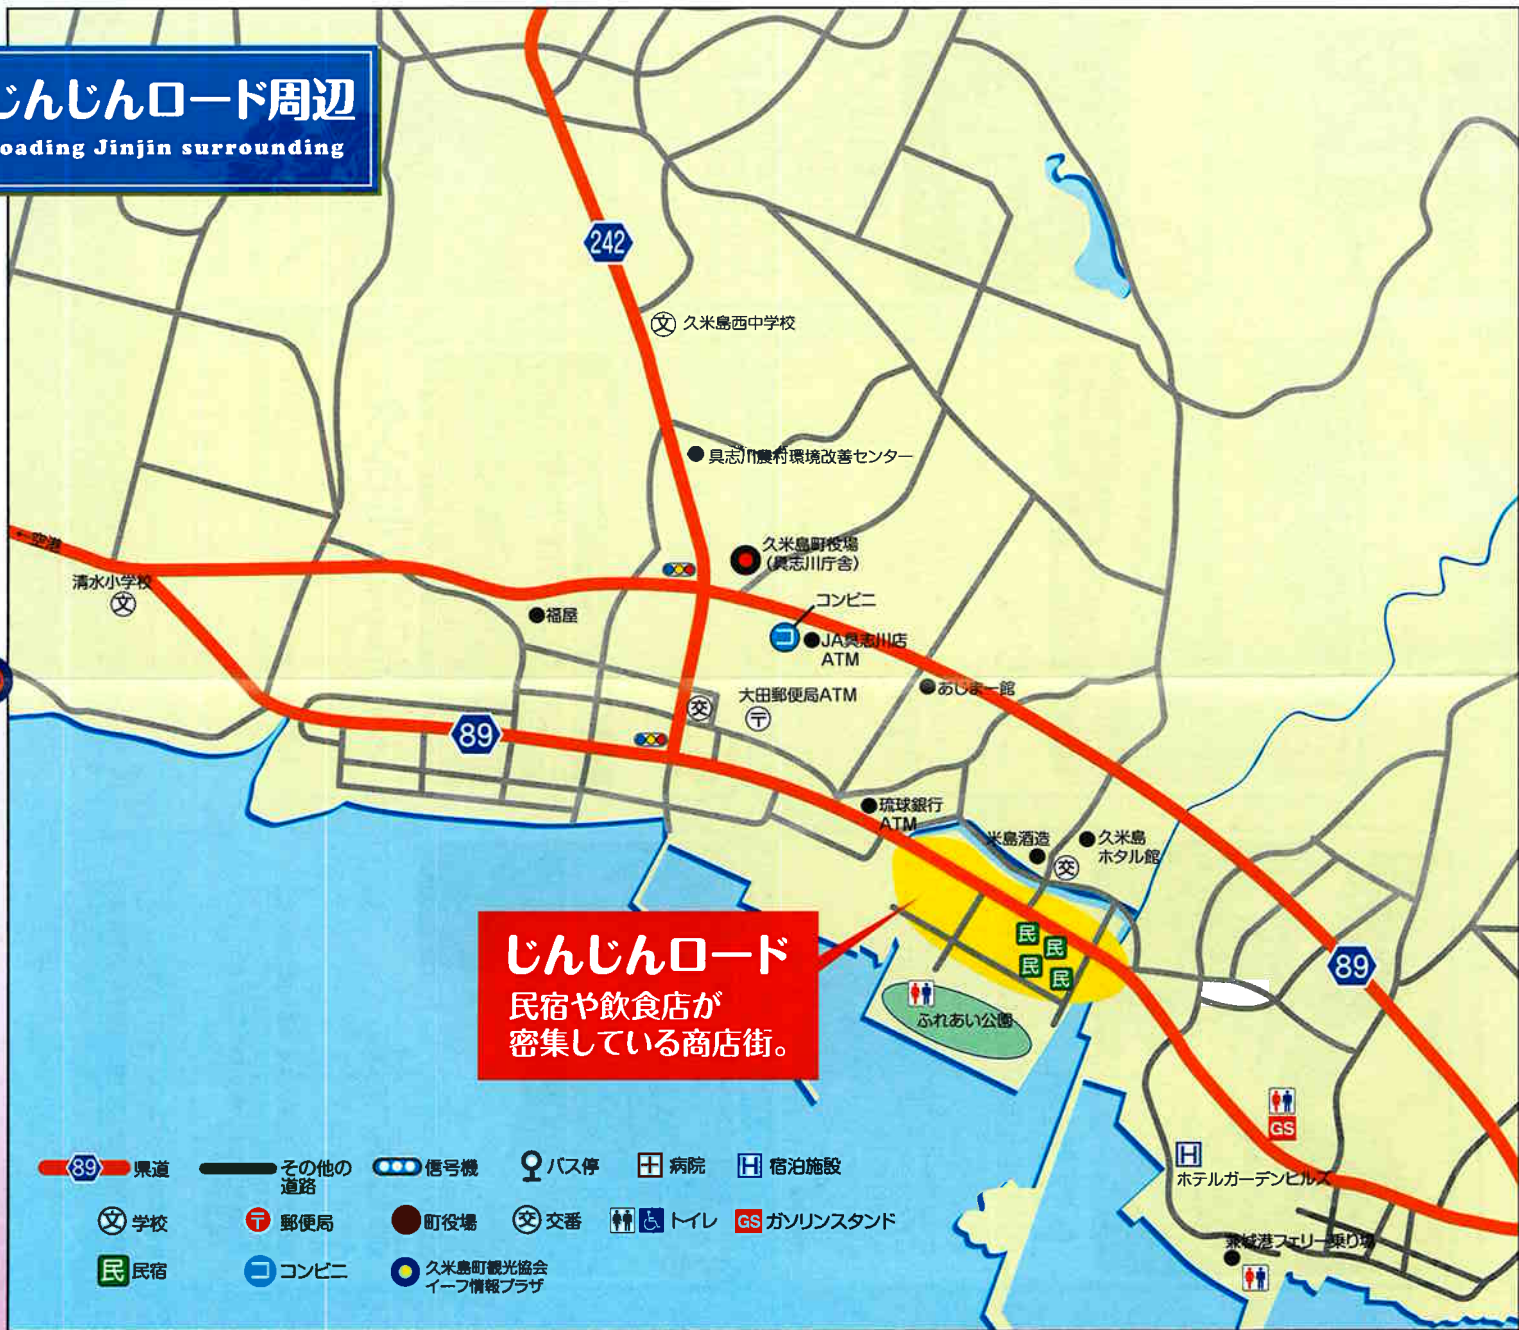 じんじんロード周辺
oading Jinjin surrounding
242
文 久米島西中学校
具志川農村環境改善センター
←空港
久米島町役場
(具志川庁舎)
清水小学校
文
コンビニ
福屋
コ
JA具志川店
ATM
あじまー館
大田郵便局ATM
交
〒
89
琉球銀行
ATM
米島酒造
久米島
ホタル館
交
じんじんロード
民宿や飲食店が
密集している商店街。
民
民
民
民
89
ふれあい公園
GS
H
ホテルガーデンヒルズ
兼城港フェリー乗り場
89 県道
その他の
道路
信号機
バス停
病院
H 宿泊施設
文 学校
〒 郵便局
町役場
交 交番
トイレ
GS ガソリンスタンド
民 民宿
コ コンビニ
久米島町観光協会
イーフ情報プラザ